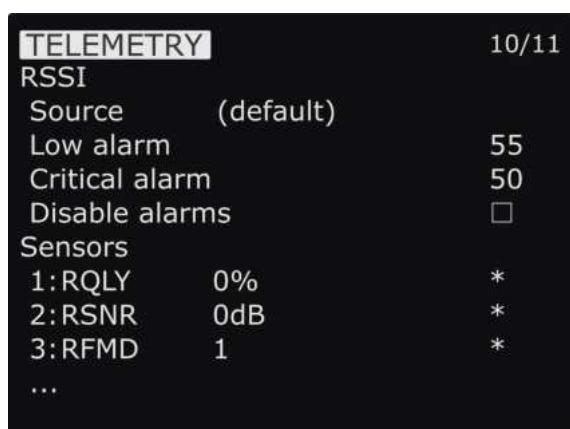 TELEMETRY 10/11
RSSI
Source (default)
Low alarm 55
Critical alarm 50
Disable alarms
Sensors
1:RQLY 0% *
2:RSNR 0dB *
3:RFMD 1 *
...